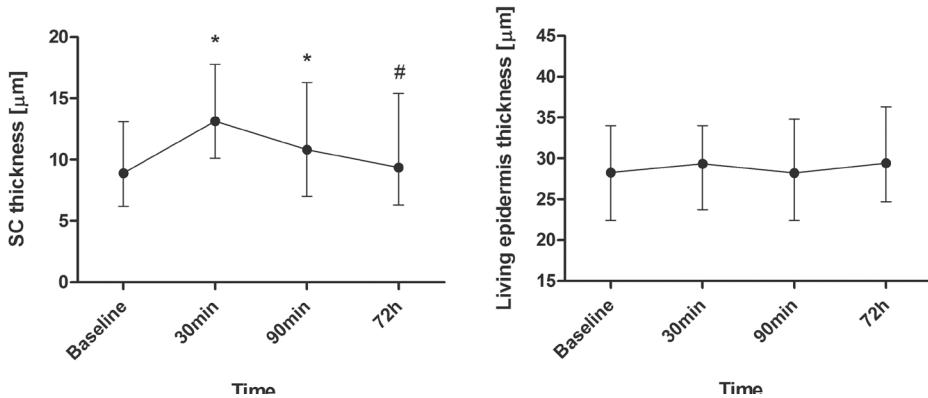 SC thickness [μm]
20
15
10
5
0
*
*
#
Baseline
30min
90min
72h
Time
Living epidermis thickness [μm]
45
40
35
30
25
20
15
Baseline
30min
90min
72h
Time